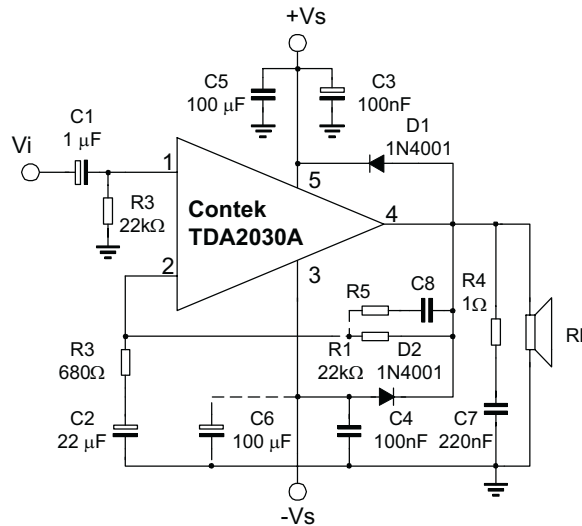 +Vs
C5
100 µF
C3
100nF
C1
1 µF
D1
1N4001
Vi
1
5
R3
22kΩ
Contek
TDA2030A
4
2
3
R5
C8
R4
1Ω
R3
680Ω
R1
22kΩ
D2
1N4001
C2
22 µF
C6
100 µF
C4
100nF
C7
220nF
-Vs